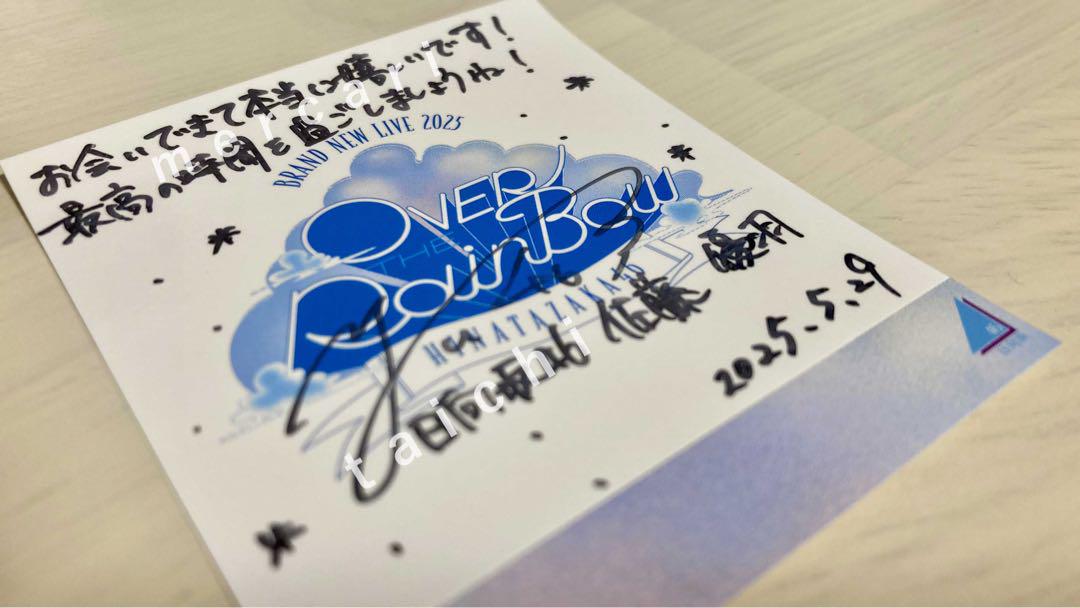 お会いできて本当に嬉しいです!
最高の時間を過ごしましょうね!
mercari
BRAND NEW LIVE 2025
OVER
THE
RainBow
HINATAZAKA46
日向坂46 佐藤 優羽
taichi
2025.5.29